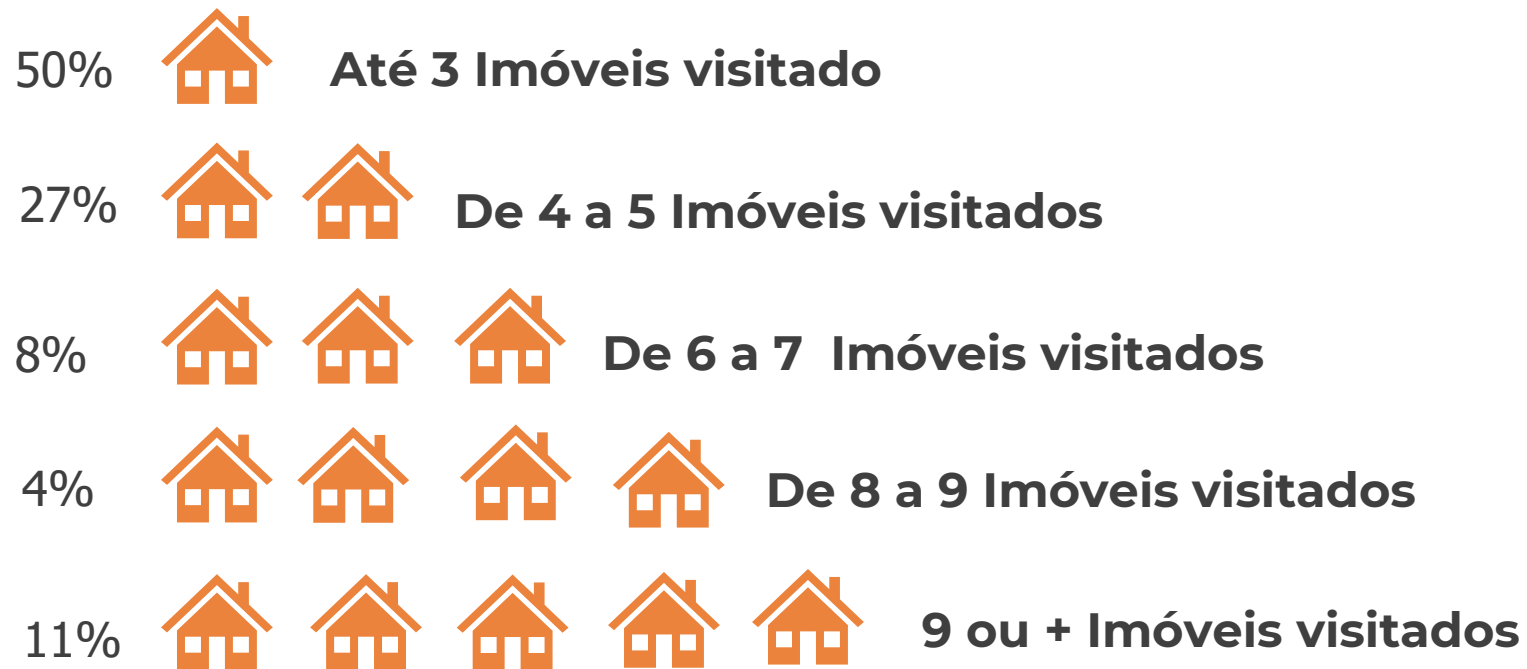 50% Até 3 Imóveis visitado
27% De 4 a 5 Imóveis visitados
8% De 6 a 7 Imóveis visitados
4% De 8 a 9 Imóveis visitados
11% 9 ou + Imóveis visitados